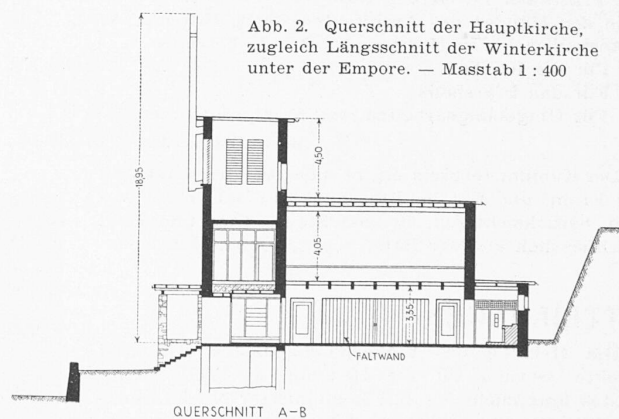 Abb. 2. Querschnitt der Hauptkirche,
zugleich Längsschnitt der Winterkirche
unter der Empore. — Masstab 1 : 400
18,95
4,50
4,05
3,35
FALTWAND
QUERSCHNITT A-B